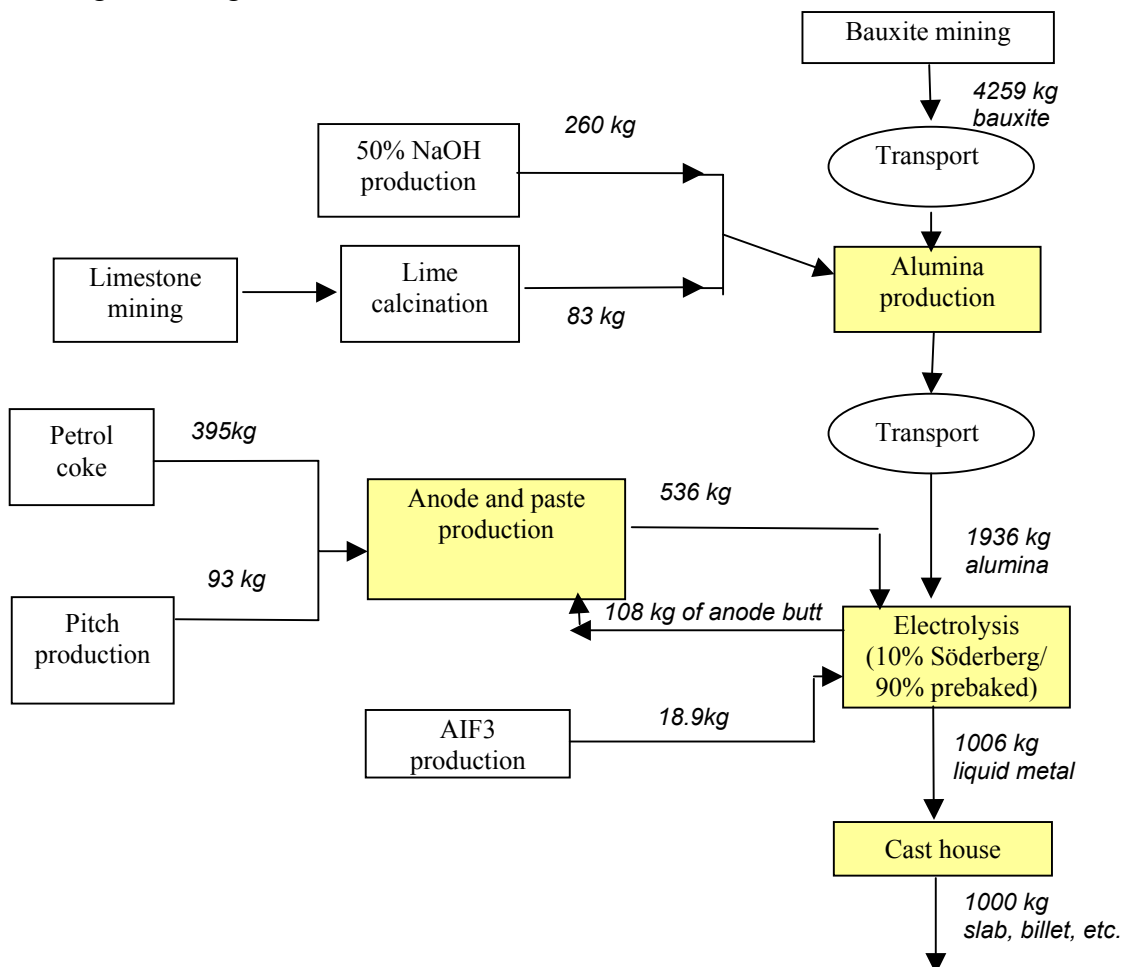 Bauxite mining
4259 kg
bauxite
260 kg
50% NaOH
production
Transport
Limestone
mining
Lime
calcination
83 kg
Alumina
production
Petrol
coke
395kg
Transport
Anode and paste
production
536 kg
1936 kg
alumina
93 kg
Pitch
production
108 kg of anode butt
Electrolysis
(10% Söderberg/
90% prebaked)
AIF3
production
18.9kg
1006 kg
liquid metal
Cast house
1000 kg
slab, billet, etc.